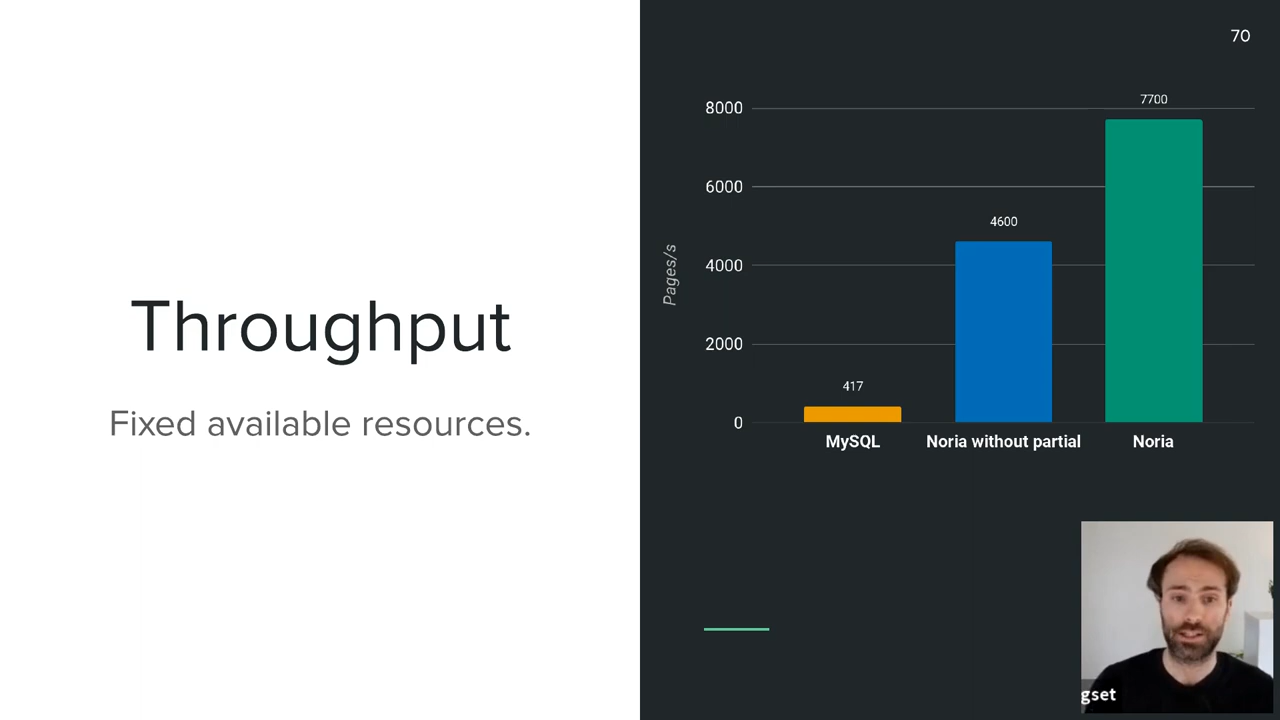 Throughput
Fixed available resources.
70
Pages/s
8000
6000
4000
2000
0
417
4600
7700
MySQL
Noria without partial
Noria
gset